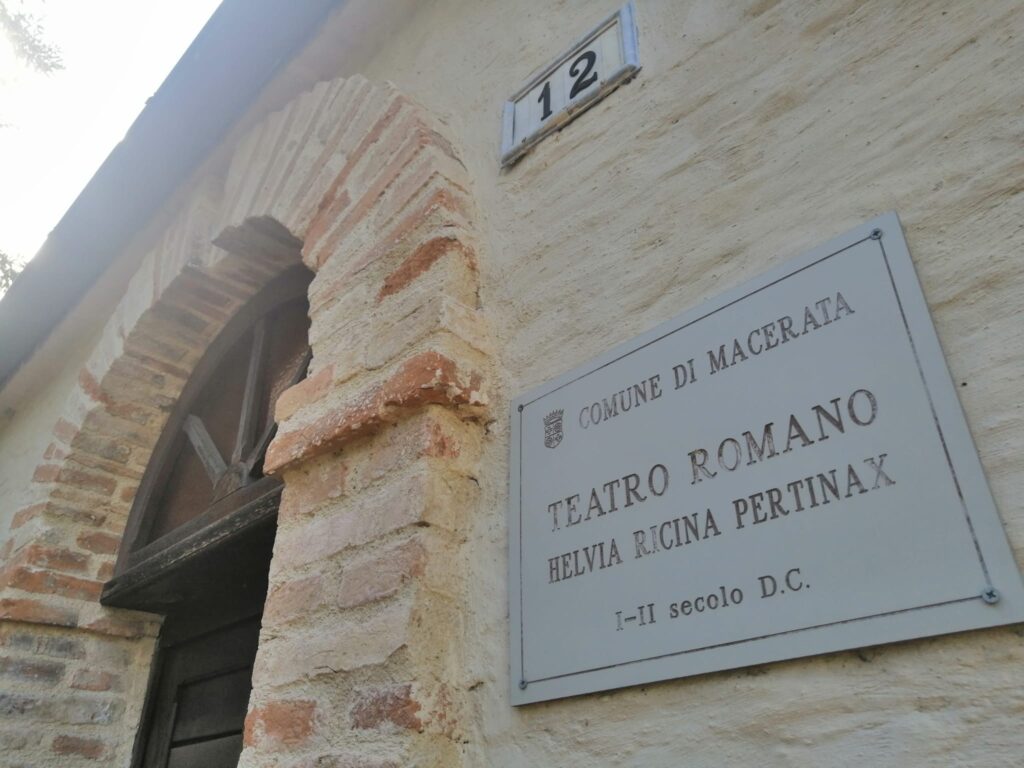 12
COMUNE DI MACERATA
TEATRO ROMANO
HELVIA RICINA PERTINAX
I-II secolo D.C.